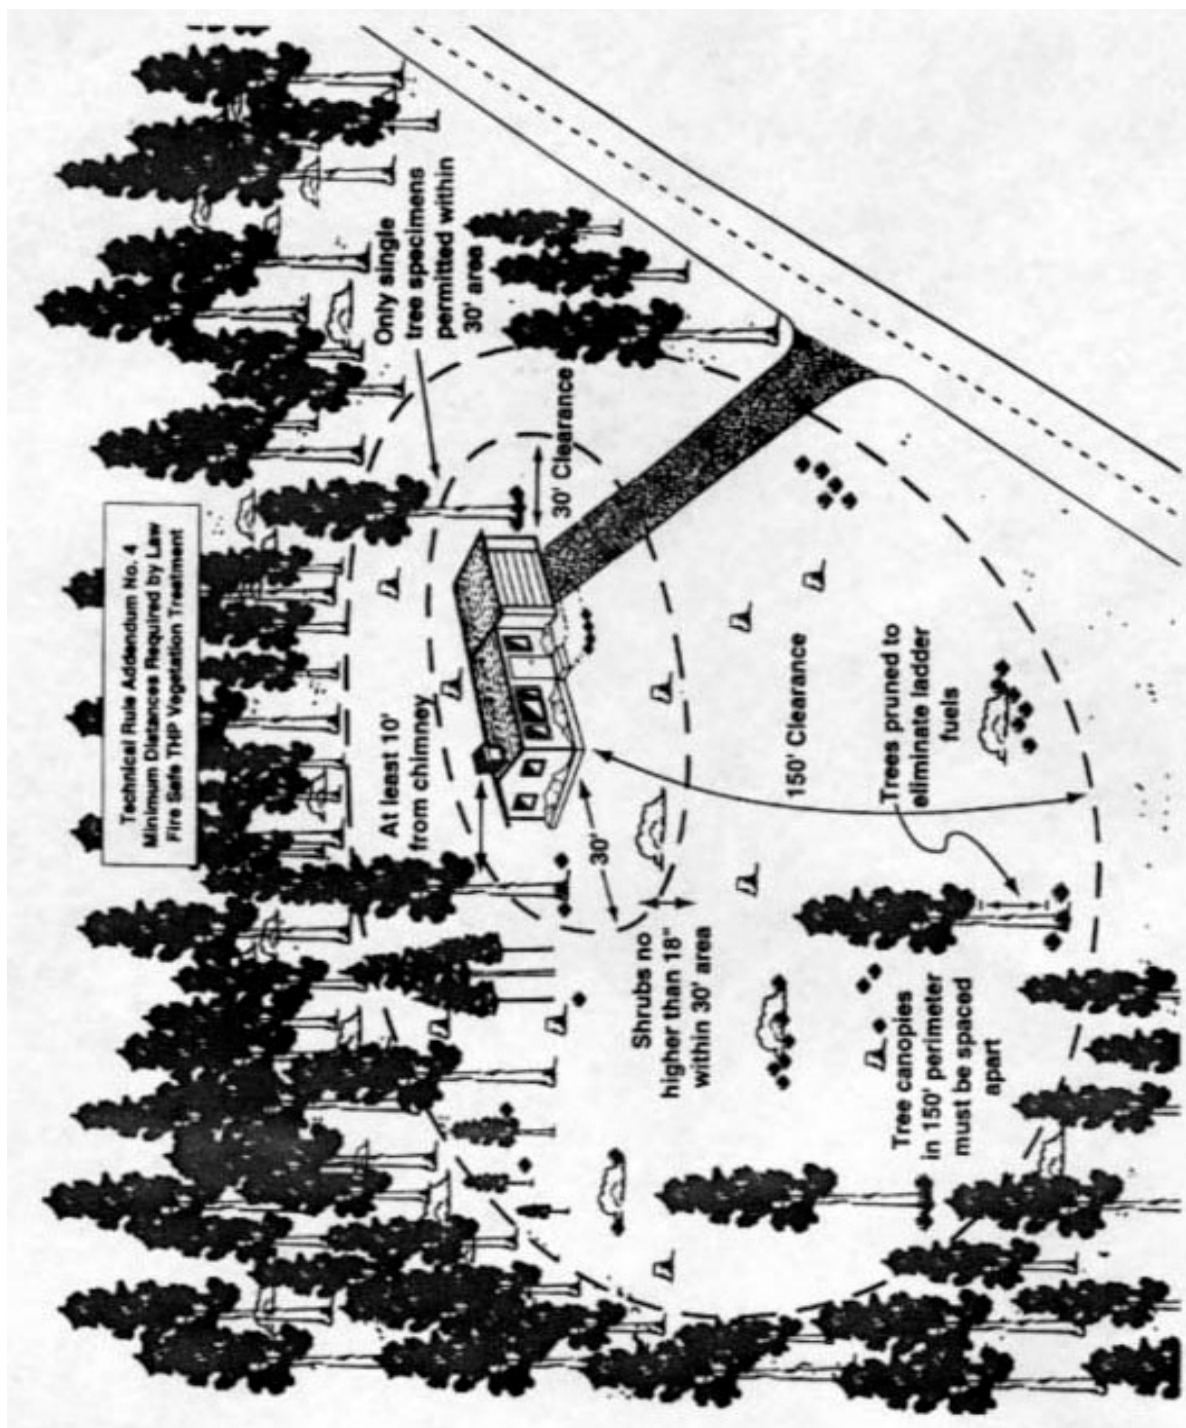 Technical Rule Addendum No. 4
Minimum Distances Required by Law
Fire Safe THP Vegetation Treatment
Only single
tree specimens
permitted within
30' area
At least 10'
from chimney
30' Clearance
30'
Shrubs no
higher than 18"
within 30' area
150' Clearance
Trees pruned to
eliminate ladder
fuels
Tree canopies
in 150' perimeter
must be spaced
apart